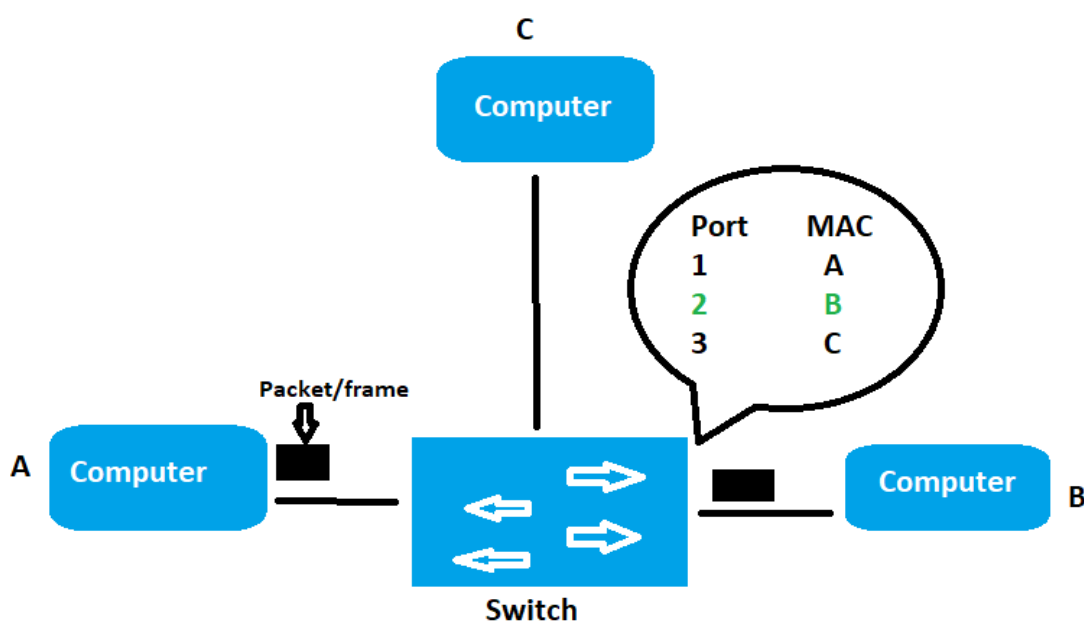 C
Computer
Port MAC
1 A
2 B
3 C
Packet/frame
A
Computer
Computer
B
Switch